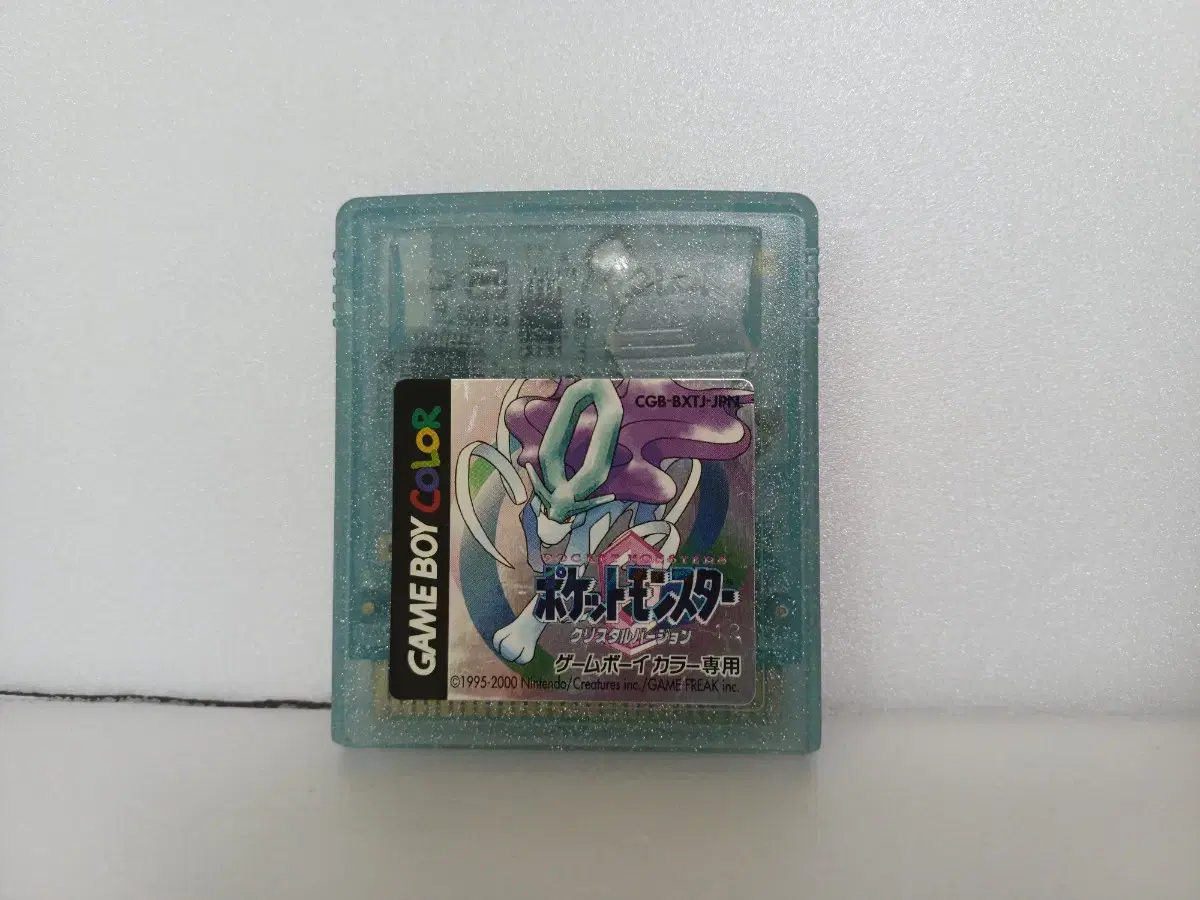 CGB-BXTJ-JPN
GAME BOY COLOR
POCKET MONSTERS
ポケットモンスター
クリスタルバージョン
ゲームボーイカラー専用
©1995-2000 Nintendo/Creatures inc./GAME FREAK inc.